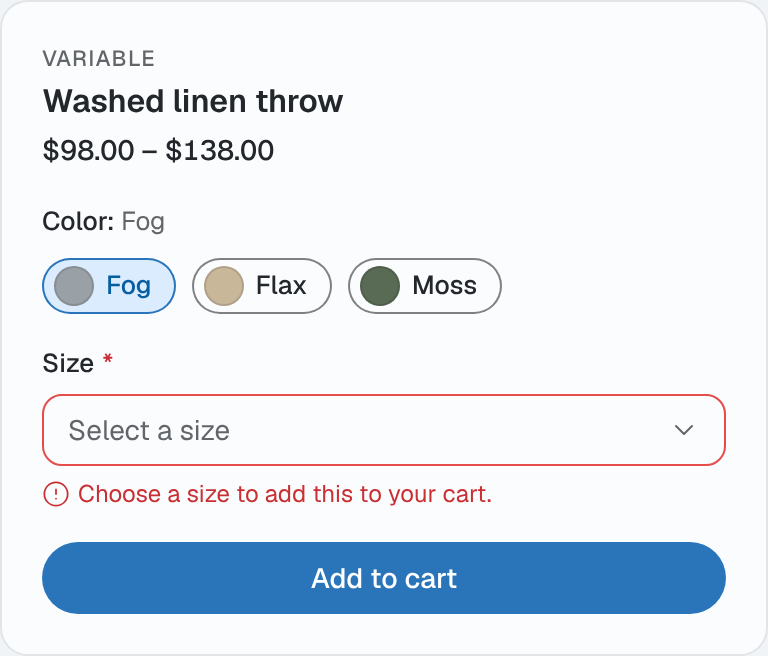 VARIABLE
Washed linen throw
$98.00 – $138.00
Color: Fog
Fog Flax Moss
Size *
Select a size
Choose a size to add this to your cart.
Add to cart